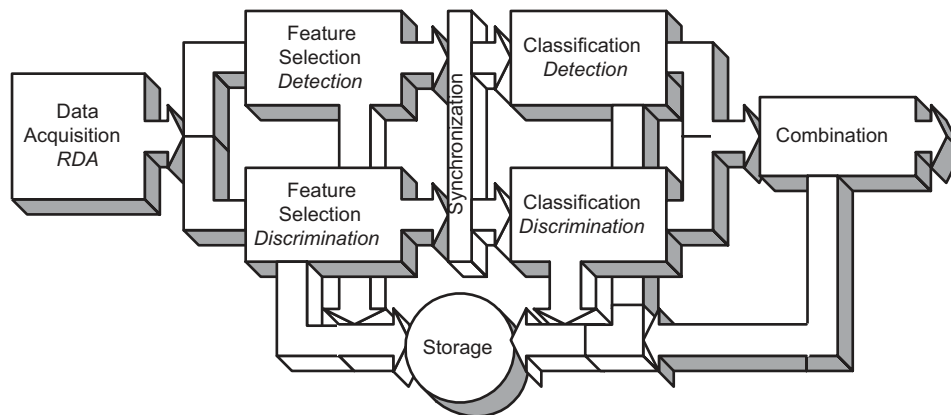 Data
Acquisition
RDA
Feature
Selection
Detection
Feature
Selection
Discrimination
Synchronization
Classification
Detection
Classification
Discrimination
Combination
Storage